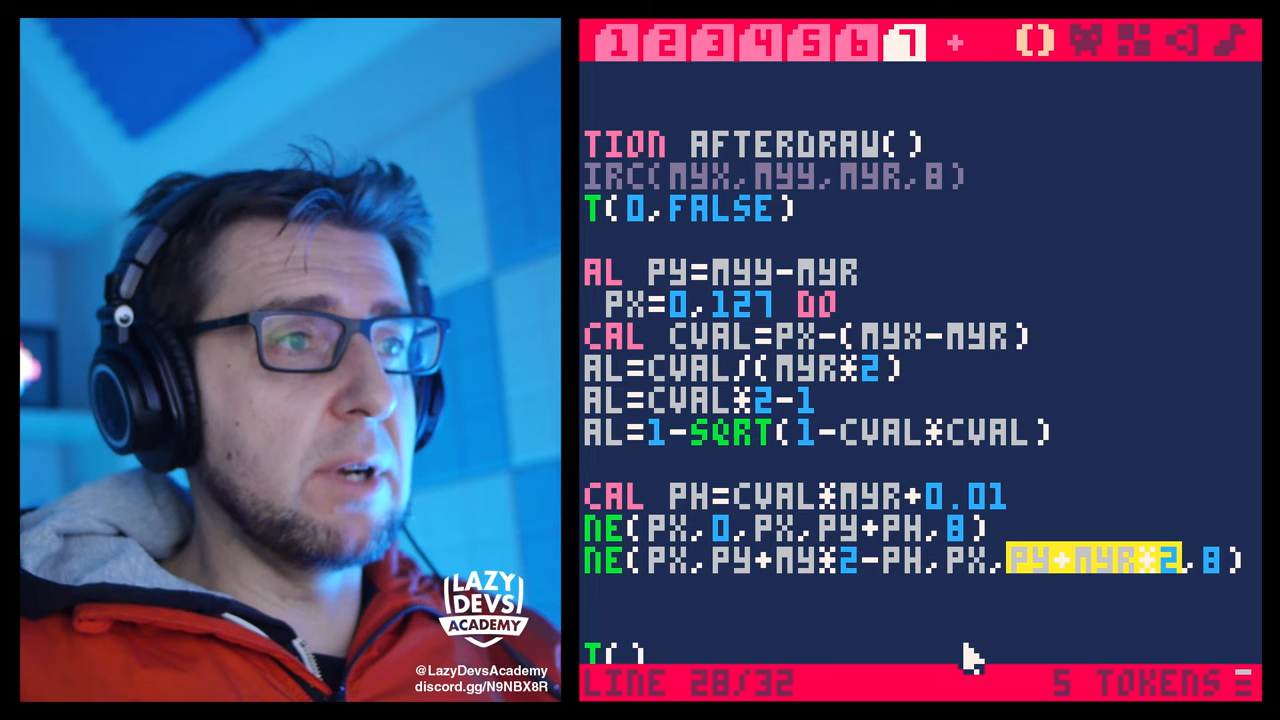 1 2 3 4 5 6 7 + ()
TION AFTERDRAW()
IRC(MYX,MYY,MYR,8)
T(0,FALSE)
AL PY=MYY-MYR
PX=0,127 DO
CAL CVAL=PX-(MYX-MYR)
AL=CVAL/(MYR*2)
AL=CVAL*2-1
AL=1-SQRT(1-CVAL*CVAL)
CAL PH=CVAL*MYR+0.01
NE(PX,0,PX,PY+PH,8)
NE(PX,PY+MY*2-PH,PX,PY+MYR*2,8)
T()
LINE 28/32 5 TOKENS
LAZY
DEVS
ACADEMY
@LazyDevsAcademy
discord.gg/N9NBX8R